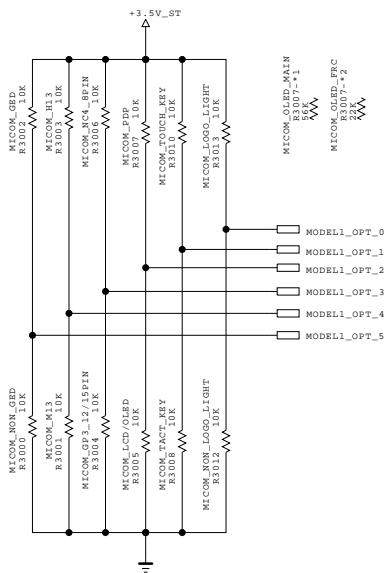 +3.5V_ST
MICOM_GED
R3002 10K
MICOM_H13
R3003 10K
MICOM_NC4_8PIN
R3006 10K
MICOM_PDP
R3007 10K
MICOM_TOUCH_KEY
R3010 10K
MICOM_LOGO_LIGHT
R3013 10K
MICOM_OLED_MAIN
R3007-*1
56K
MICOM_OLED_FRC
R3007-*2
22K
MODEL1_OPT_0
MODEL1_OPT_1
MODEL1_OPT_2
MODEL1_OPT_3
MODEL1_OPT_4
MODEL1_OPT_5
MICOM_NON_GED
R3000 10K
MICOM_M13
R3001 10K
MICOM_GP3_12/15PIN
R3004 10K
MICOM_LCD/OLED
R3005 10K
MICOM_TACT_KEY
R3008 10K
MICOM_NON_LOGO_LIGHT
R3012 10K